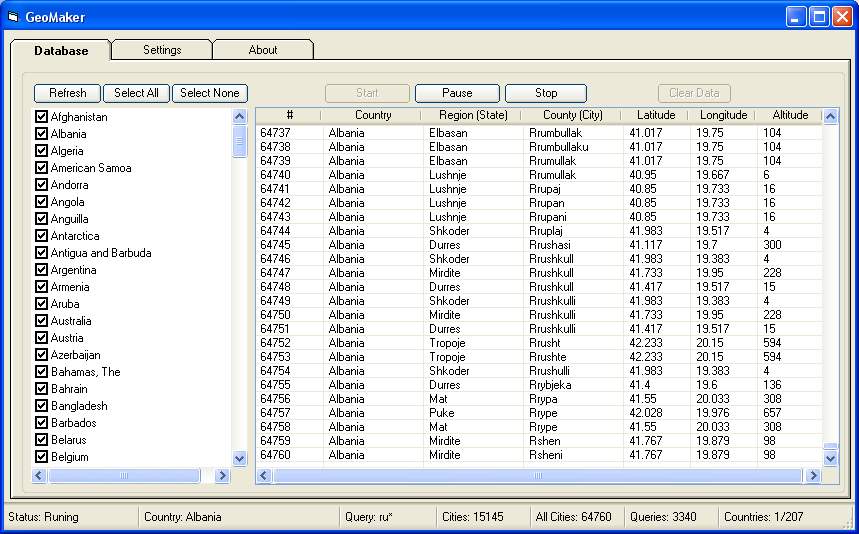 GeoMaker
Database Settings About
Refresh Select All Select None Start Pause Stop Clear Data
Afghanistan
Albania
Algeria
American Samoa
Andorra
Angola
Anguilla
Antarctica
Antigua and Barbuda
Argentina
Armenia
Aruba
Australia
Austria
Azerbaijan
Bahamas, The
Bahrain
Bangladesh
Barbados
Belarus
Belgium
# Country Region (State) County (City) Latitude Longitude Altitude
64737 Albania Elbasan Rrumbullak 41.017 19.75 104
64738 Albania Elbasan Rrumbullaku 41.017 19.75 104
64739 Albania Elbasan Rrumullak 41.017 19.75 104
64740 Albania Lushnje Rrumullak 40.95 19.667 6
64741 Albania Lushnje Rrupaj 40.85 19.733 16
64742 Albania Lushnje Rrupan 40.85 19.733 16
64743 Albania Lushnje Rrupani 40.85 19.733 16
64744 Albania Shkoder Rruplaj 41.983 19.517 4
64745 Albania Durres Rrushasi 41.117 19.7 300
64746 Albania Shkoder Rrushkull 41.983 19.383 4
64747 Albania Mirdite Rrushkull 41.733 19.95 228
64748 Albania Durres Rrushkull 41.417 19.517 15
64749 Albania Shkoder Rrushkulli 41.983 19.383 4
64750 Albania Mirdite Rrushkulli 41.733 19.95 228
64751 Albania Durres Rrushkulli 41.417 19.517 15
64752 Albania Tropoje Rrusht 42.233 20.15 594
64753 Albania Tropoje Rrushte 42.233 20.15 594
64754 Albania Shkoder Rrushulli 41.983 19.383 4
64755 Albania Durres Rrybjeka 41.4 19.6 136
64756 Albania Mat Rrypa 41.55 20.033 308
64757 Albania Puke Rrype 42.028 19.976 657
64758 Albania Mat Rrype 41.55 20.033 308
64759 Albania Mirdite Rshen 41.767 19.879 98
64760 Albania Mirdite Rsheni 41.767 19.879 98
Status: Runing Country: Albania Query: ru* Cities: 15145 All Cities: 64760 Queries: 3340 Countries: 1/207